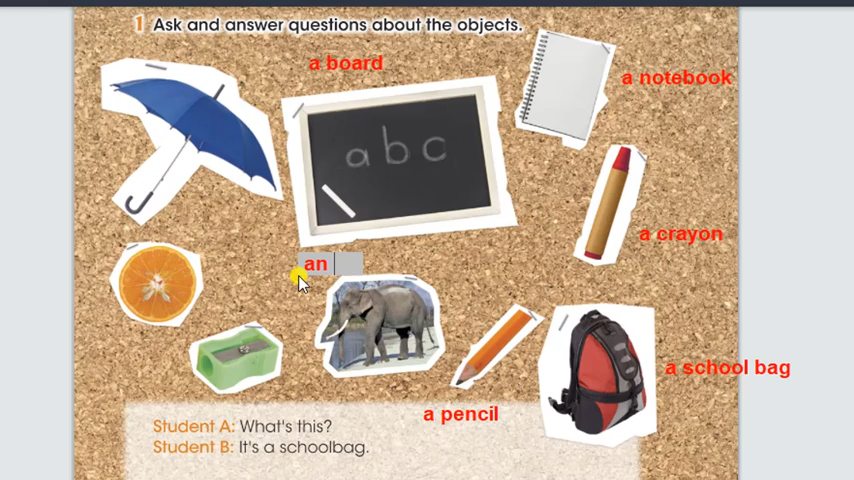 1 Ask and answer questions about the objects.
a board
a notebook
abc
a crayon
an
a school bag
a pencil
Student A: What's this?
Student B: It's a schoolbag.